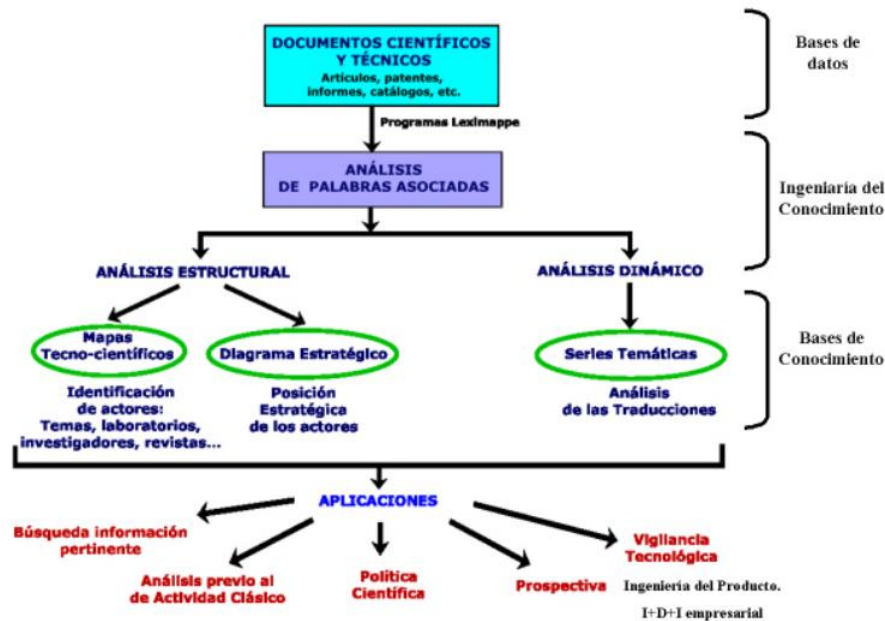 DOCUMENTOS CIENTÍFICOS
Y TÉCNICOS
Artículos, patentes,
informes, catálogos, etc.
Bases de
datos
Programas Leximappe
ANÁLISIS
DE PALABRAS ASOCIADAS
Ingeniaría del
Conocimiento
ANÁLISIS ESTRUCTURAL
ANÁLISIS DINÁMICO
Mapas
Tecno-científicos
Diagrama Estratégico
Series Temáticas
Bases de
Conocimiento
Identificación
de actores:
Temas, laboratorios,
investigadores, revistas...
Posición
Estratégica
de los actores
Análisis
de las Traducciones
APLICACIONES
Búsqueda información
pertinente
Análisis previo al
de Actividad Clásico
Política
Científica
Prospectiva
Vigilancia
Tecnológica
Ingeniería del Producto.
I+D+I empresarial